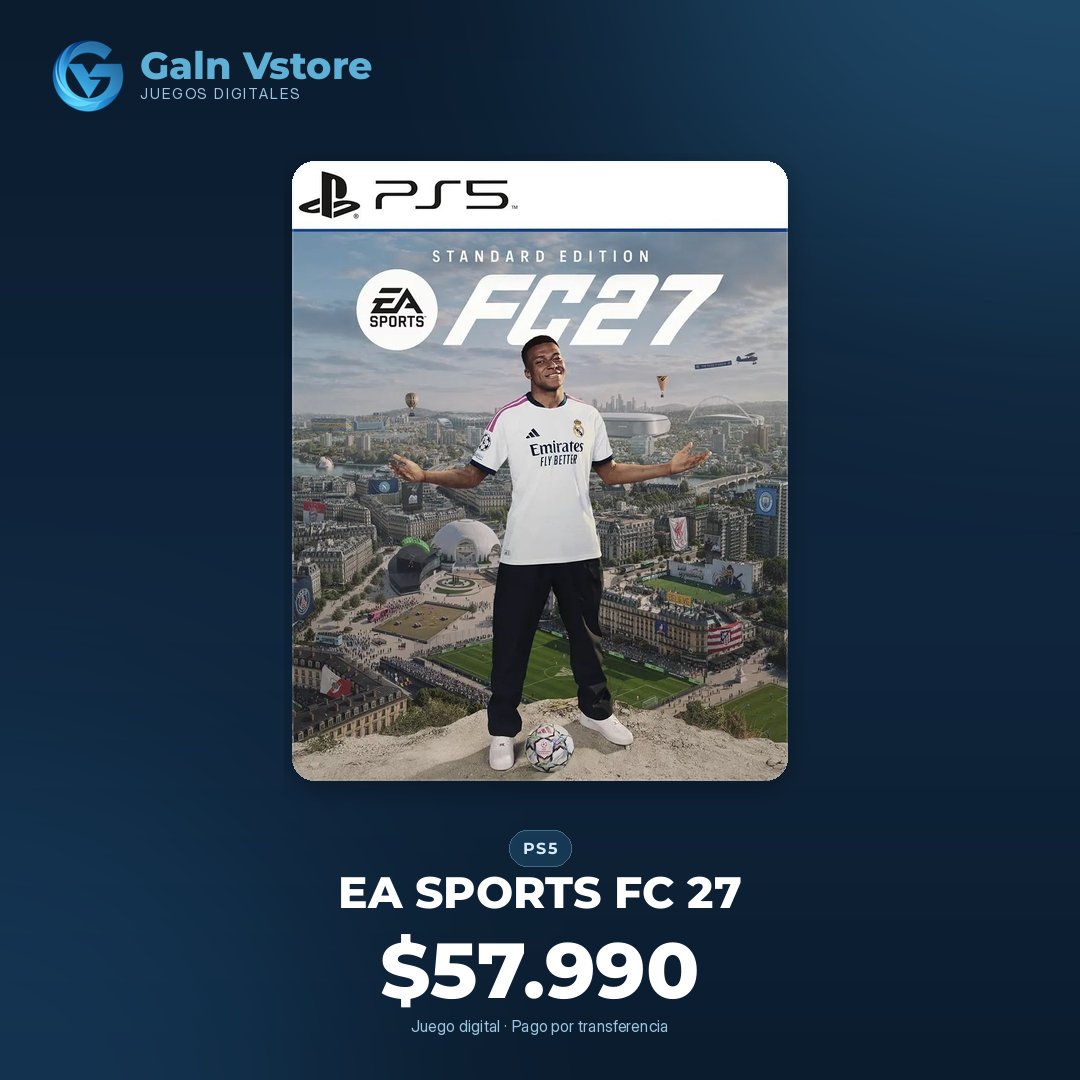 Galn Vstore
JUEGOS DIGITALES
PS5
STANDARD EDITION
EA SPORTS FC27
Emirates
FLY BETTER
PS5
EA SPORTS FC 27
$57.990
Juego digital · Pago por transferencia